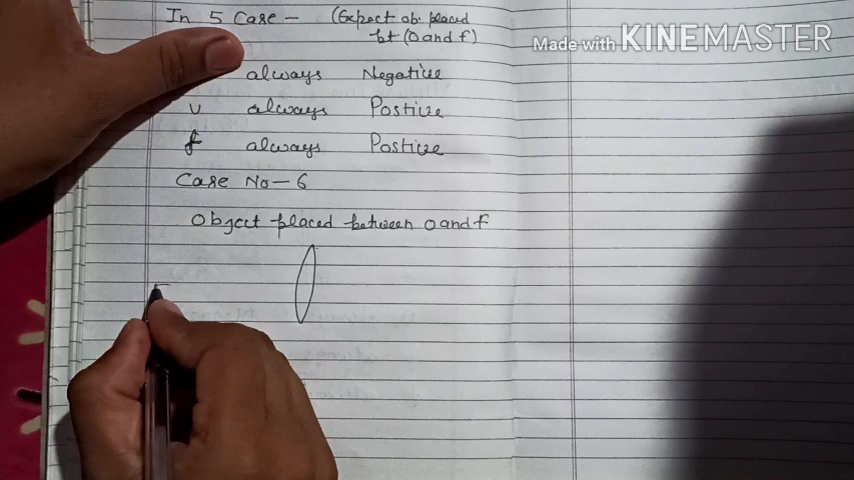 In 5 Case - (Expect ob. placed
bt (O and f)
Made with KINEMASTER
always Negative
v always Postive
f always Postive
Case No - 6
Object placed between O and f